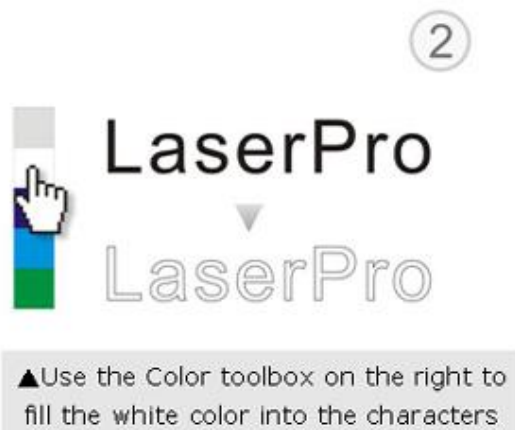 2
LaserPro
LaserPro
▲Use the Color toolbox on the right to
fill the white color into the characters